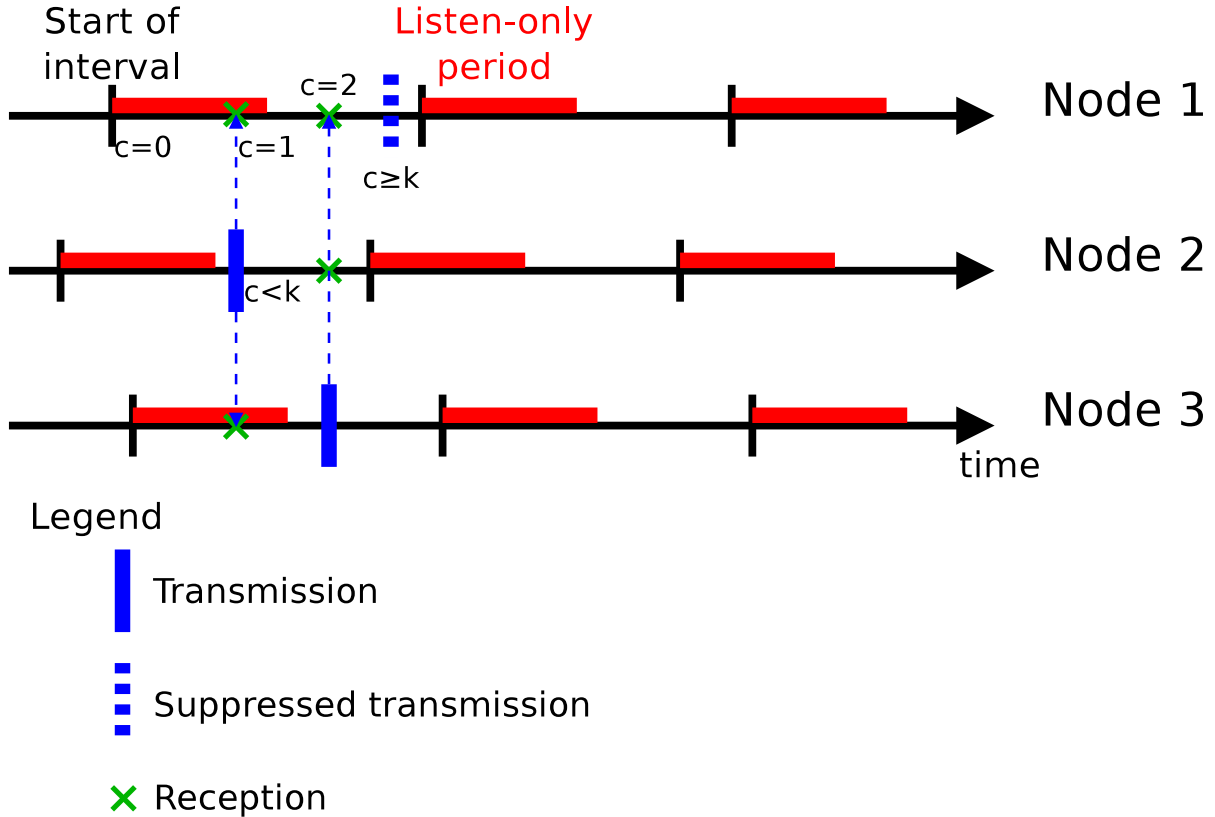 Start of
interval
Listen-only
period
c=2
Node 1
c=0
c=1
c≥k
Node 2
c<k
Node 3
time
Legend
Transmission
Suppressed transmission
Reception